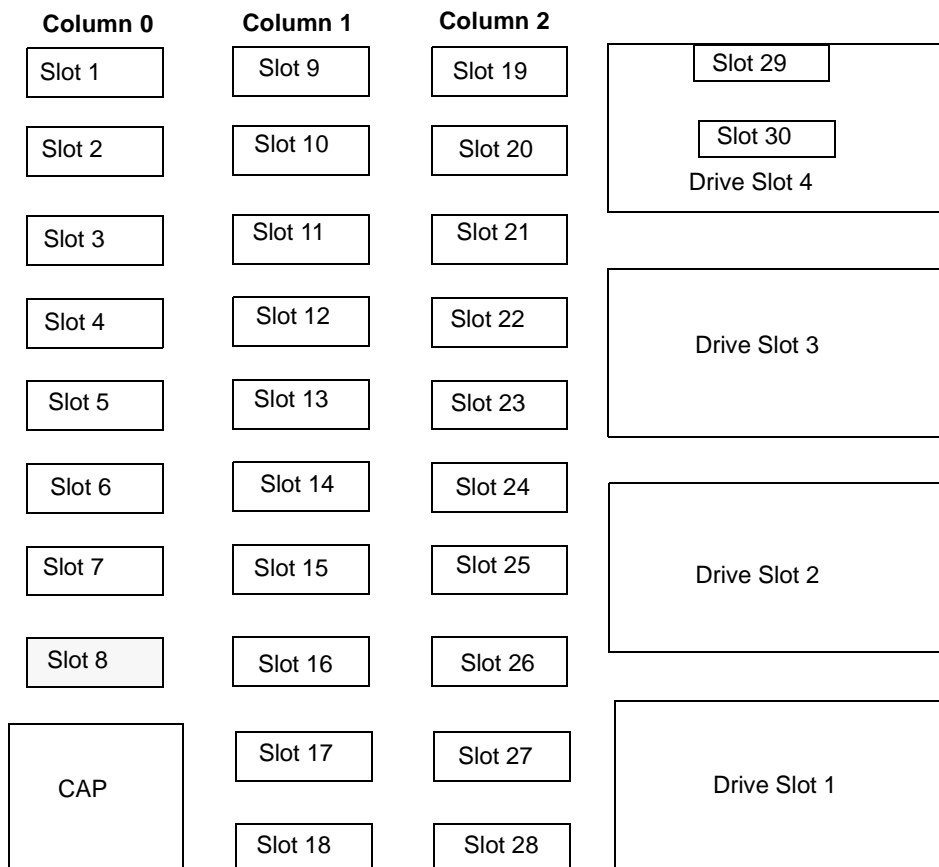 Column 0
Column 1
Column 2
Slot 1
Slot 9
Slot 19
Slot 29
Slot 2
Slot 10
Slot 20
Slot 30
Drive Slot 4
Slot 3
Slot 11
Slot 21
Slot 4
Slot 12
Slot 22
Drive Slot 3
Slot 5
Slot 13
Slot 23
Slot 6
Slot 14
Slot 24
Slot 7
Slot 15
Slot 25
Drive Slot 2
Slot 8
Slot 16
Slot 26
Slot 17
Slot 27
CAP
Drive Slot 1
Slot 18
Slot 28